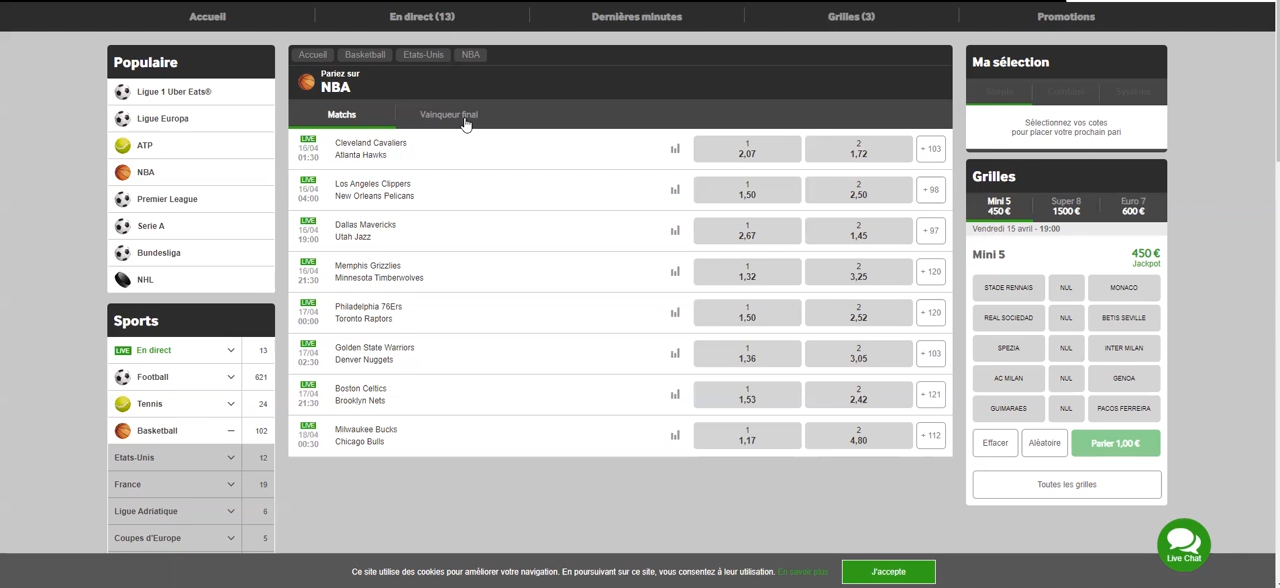 Accueil
En direct (13)
Dernières minutes
Grilles (3)
Promotions
Populaire
Ligue 1 Uber Eats®
Ligue Europa
ATP
NBA
Premier League
Serie A
Bundesliga
NHL
Sports
LIVE En direct 13
Football 621
Tennis 24
Basketball 102
Etats-Unis 12
France 19
Ligue Adriatique 6
Coupes d'Europe 5
Accueil Basketball Etats-Unis NBA
Pariez sur
NBA
Matchs Vainqueur final
LIVE
16/04
01:30
Cleveland Cavaliers
Atlanta Hawks
1
2,07
2
1,72
+ 103
LIVE
16/04
04:00
Los Angeles Clippers
New Orleans Pelicans
1
1,50
2
2,50
+ 98
LIVE
16/04
19:00
Dallas Mavericks
Utah Jazz
1
2,67
2
1,45
+ 97
LIVE
16/04
21:30
Memphis Grizzlies
Minnesota Timberwolves
1
1,32
2
3,25
+ 120
LIVE
17/04
00:00
Philadelphia 76Ers
Toronto Raptors
1
1,50
2
2,52
+ 120
LIVE
17/04
02:30
Golden State Warriors
Denver Nuggets
1
1,36
2
3,05
+ 103
LIVE
17/04
21:30
Boston Celtics
Brooklyn Nets
1
1,53
2
2,42
+ 121
LIVE
18/04
00:30
Milwaukee Bucks
Chicago Bulls
1
1,17
2
4,80
+ 112
Ma sélection
Simple Combiné Système
Sélectionnez vos cotes
pour placer votre prochain pari
Grilles
Mini 5
450 €
Super 8
1500 €
Euro 7
600 €
Vendredi 15 avril - 19:00
Mini 5
450 €
Jackpot
STADE RENNAIS NUL MONACO
REAL SOCIEDAD NUL BETIS SEVILLE
SPEZIA NUL INTER MILAN
AC MILAN NUL GENOA
GUIMARAES NUL PACOS FERREIRA
Effacer Aléatoire Parier 1,00 €
Toutes les grilles
Live Chat
Ce site utilise des cookies pour améliorer votre navigation. En poursuivant sur ce site, vous consentez à leur utilisation. En savoir plus
J'accepte